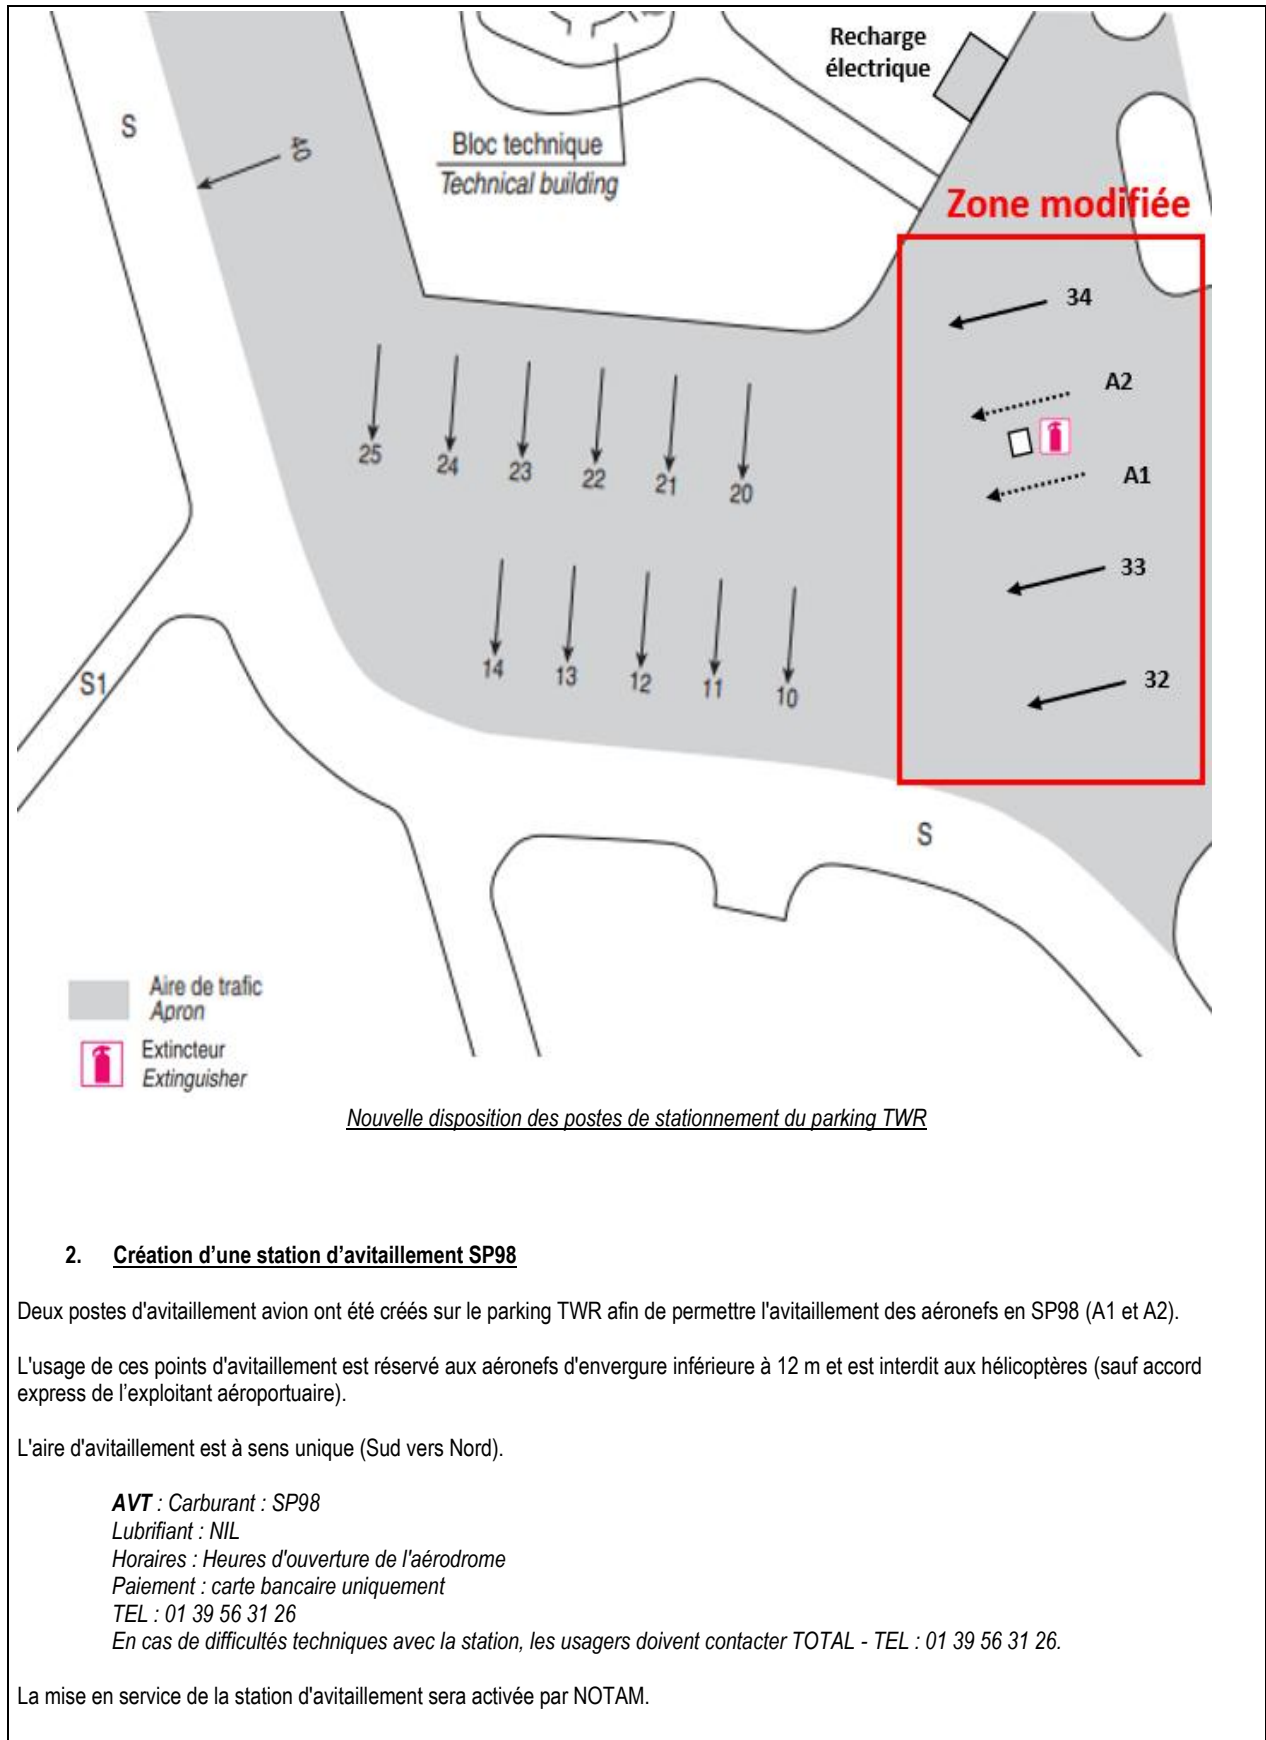 Recharge
électrique
S
40
Bloc technique
Technical building
Zone modifiée
34
A2
25
24
23
22
21
20
A1
33
14
13
12
11
10
32
S1
S
Aire de trafic
Apron
Extincteur
Extinguisher
Nouvelle disposition des postes de stationnement du parking TWR
2. Création d’une station d’avitaillement SP98
Deux postes d'avitaillement avion ont été créés sur le parking TWR afin de permettre l'avitaillement des aéronefs en SP98 (A1 et A2).
L'usage de ces points d'avitaillement est réservé aux aéronefs d'envergure inférieure à 12 m et est interdit aux hélicoptères (sauf accord
express de l’exploitant aéroportuaire).
L'aire d'avitaillement est à sens unique (Sud vers Nord).
AVT : Carburant : SP98
Lubrifiant : NIL
Horaires : Heures d'ouverture de l'aérodrome
Paiement : carte bancaire uniquement
TEL : 01 39 56 31 26
En cas de difficultés techniques avec la station, les usagers doivent contacter TOTAL - TEL : 01 39 56 31 26.
La mise en service de la station d'avitaillement sera activée par NOTAM.